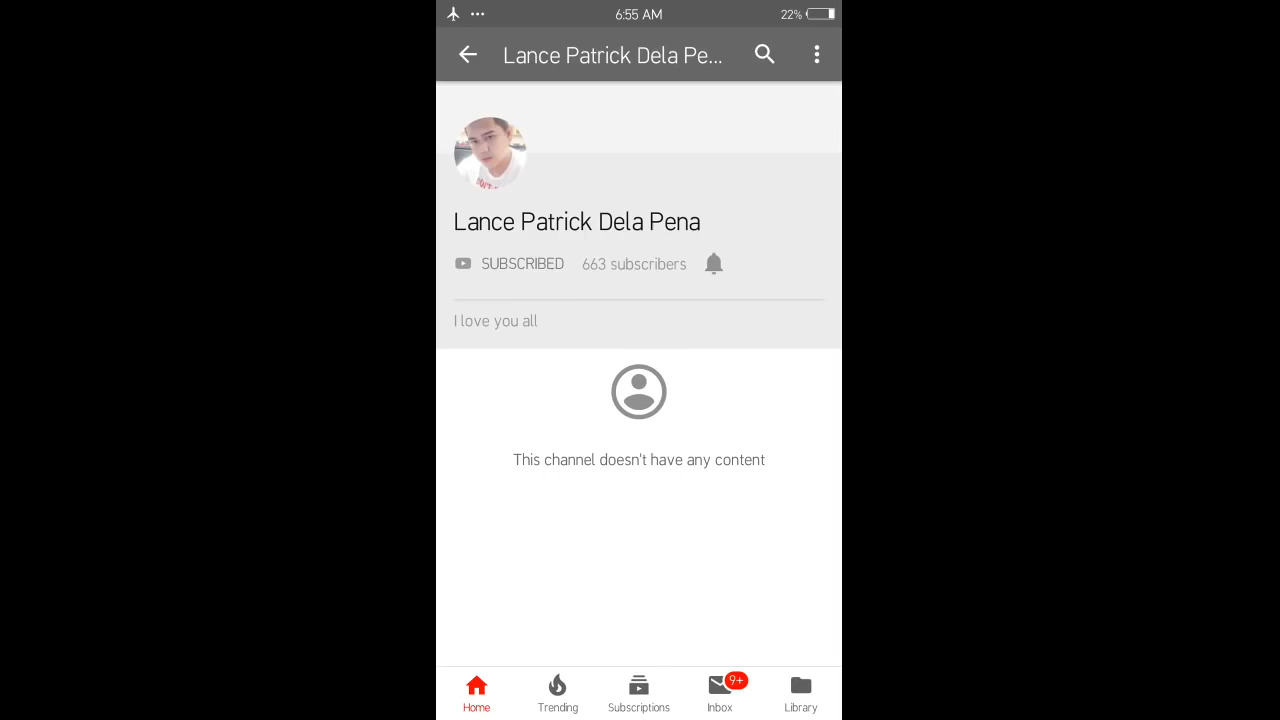 6:55 AM
22%
Lance Patrick Dela Pe...
Lance Patrick Dela Pena
SUBSCRIBED 663 subscribers
I love you all
This channel doesn't have any content
9+
Home Trending Subscriptions Inbox Library